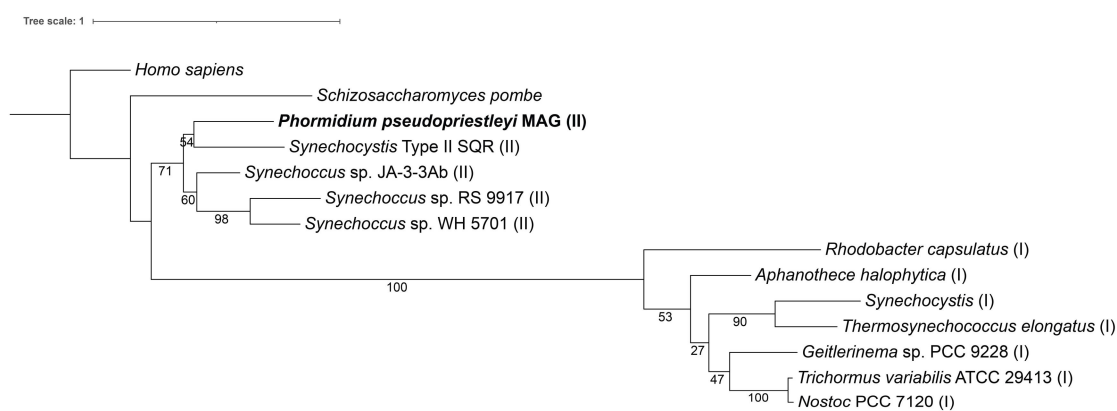 Tree scale: 1
Homo sapiens
Schizosaccharomyces pombe
Phormidium pseudopriestleyi MAG (II)
54
Synechocystis Type II SQR (II)
71
Synechoccus sp. JA-3-3Ab (II)
60
Synechoccus sp. RS 9917 (II)
98
Synechoccus sp. WH 5701 (II)
Rhodobacter capsulatus (I)
Aphanothece halophytica (I)
100
Synechocystis (I)
53
90
Thermosynechococcus elongatus (I)
27
Geitlerinema sp. PCC 9228 (I)
47
Trichormus variabilis ATCC 29413 (I)
100
Nostoc PCC 7120 (I)